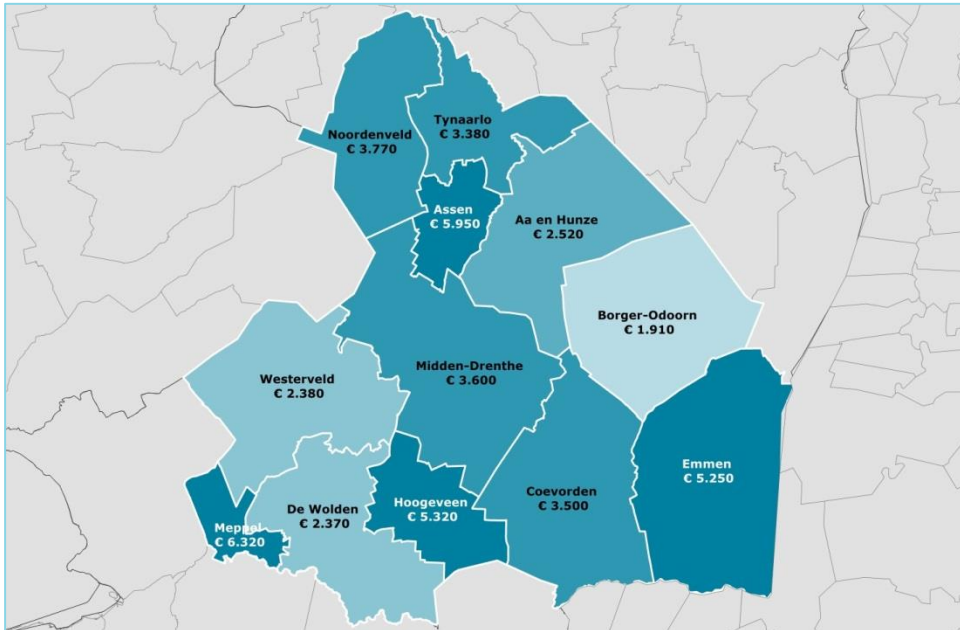 Noordenveld
€ 3.770
Tynaarlo
€ 3.380
Assen
€ 5.950
Aa en Hunze
€ 2.520
Borger-Odoorn
€ 1.910
Midden-Drenthe
€ 3.600
Westerveld
€ 2.380
Emmen
€ 5.250
Coevorden
€ 3.500
Hoogeveen
€ 5.320
De Wolden
€ 2.370
Meppel
€ 6.320